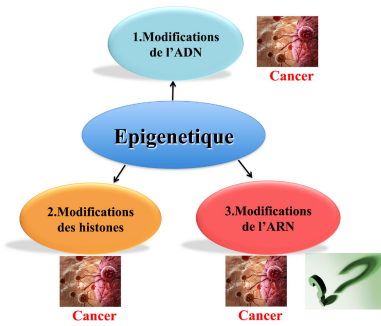 1.Modifications
de l'ADN
Cancer
Epigenetique
2.Modifications
des histones
3.Modifications
de l'ARN
Cancer
Cancer
?